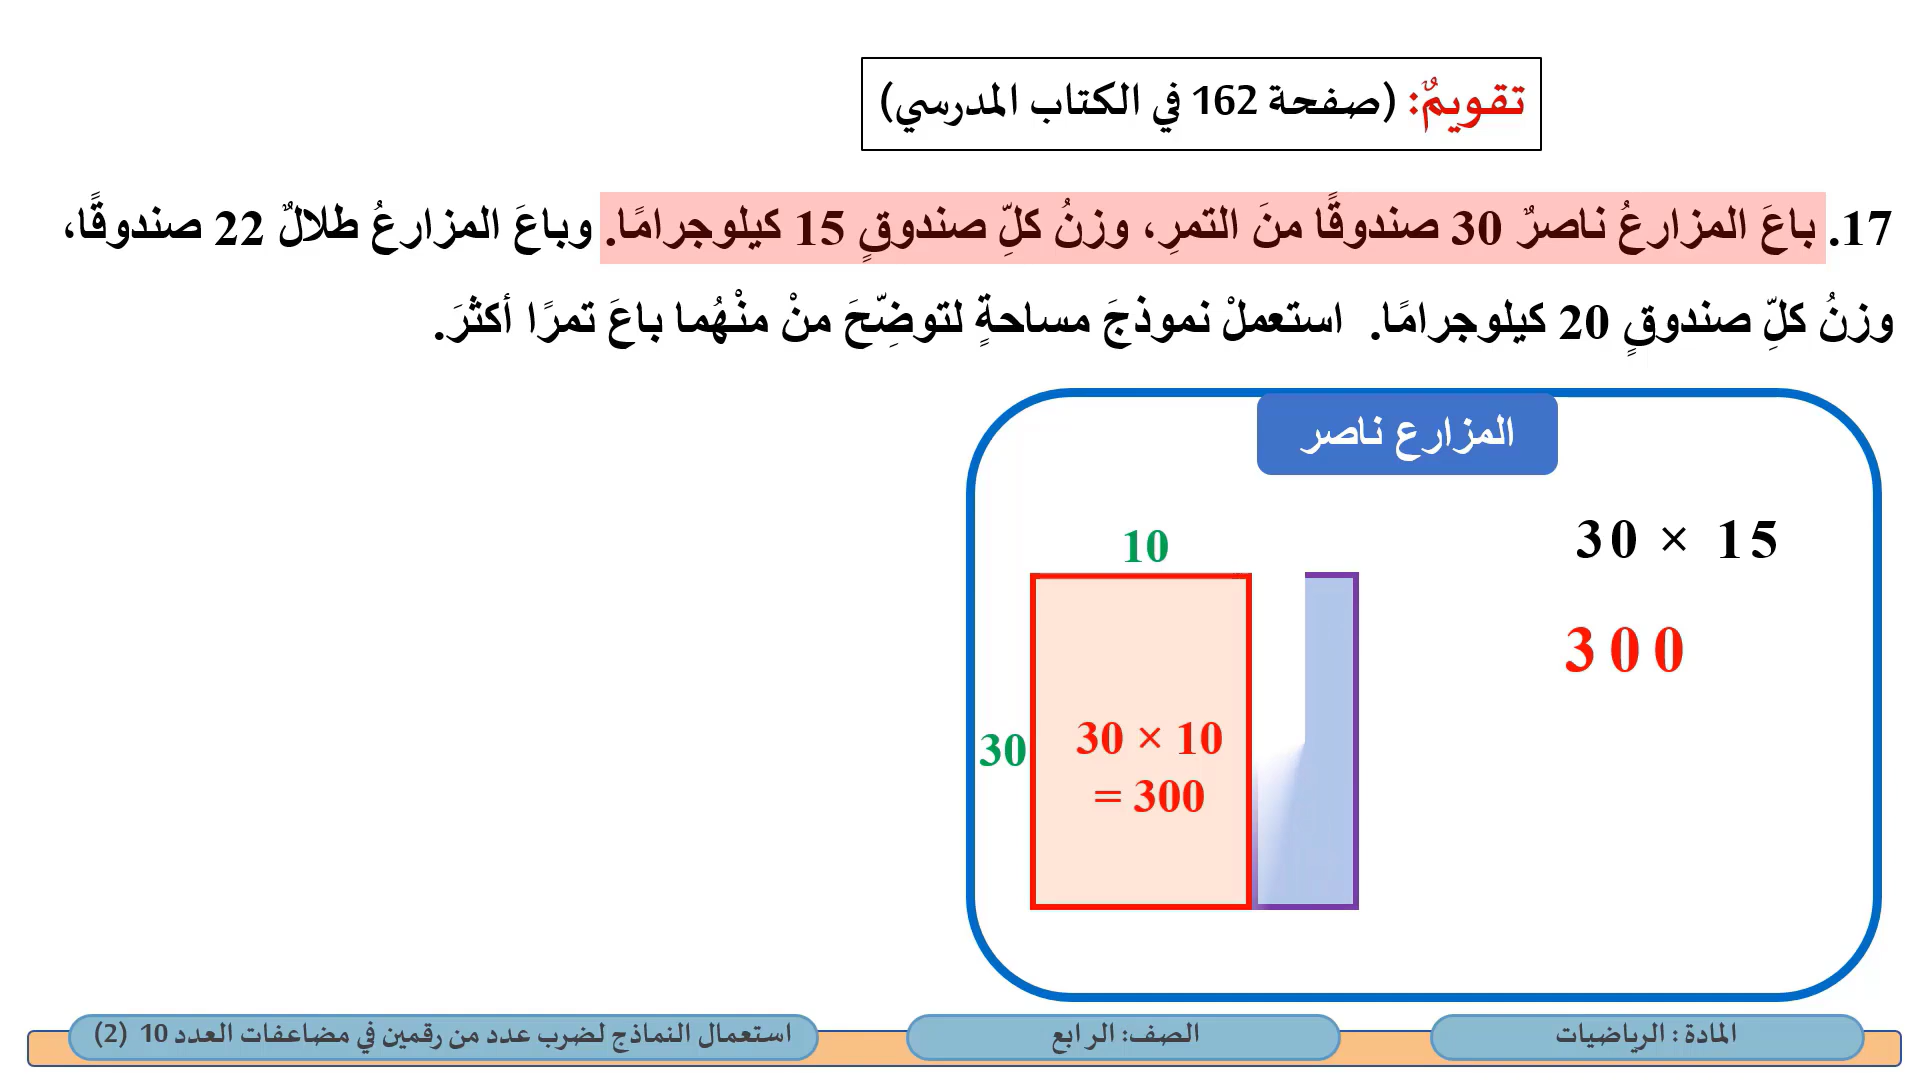 تقويمٌ: (صفحة 162 في الكتاب المدرسي)
17. باعَ المزارعُ ناصرٌ 30 صندوقًا منَ التمرِ، وزنُ كلِّ صندوقٍ 15 كيلوجرامًا. وباعَ المزارعُ طلالٌ 22 صندوقًا،
وزنُ كلِّ صندوقٍ 20 كيلوجرامًا. استعملْ نموذجَ مساحةٍ لتوضِّحَ منْ منْهُما باعَ تمرًا أكثرَ.
المزارع ناصر
30 × 15
10
300
30
30 × 10
= 300
المادة : الرياضيات
الصف: الرابع
استعمال النماذج لضرب عدد من رقمين في مضاعفات العدد 10 (2)